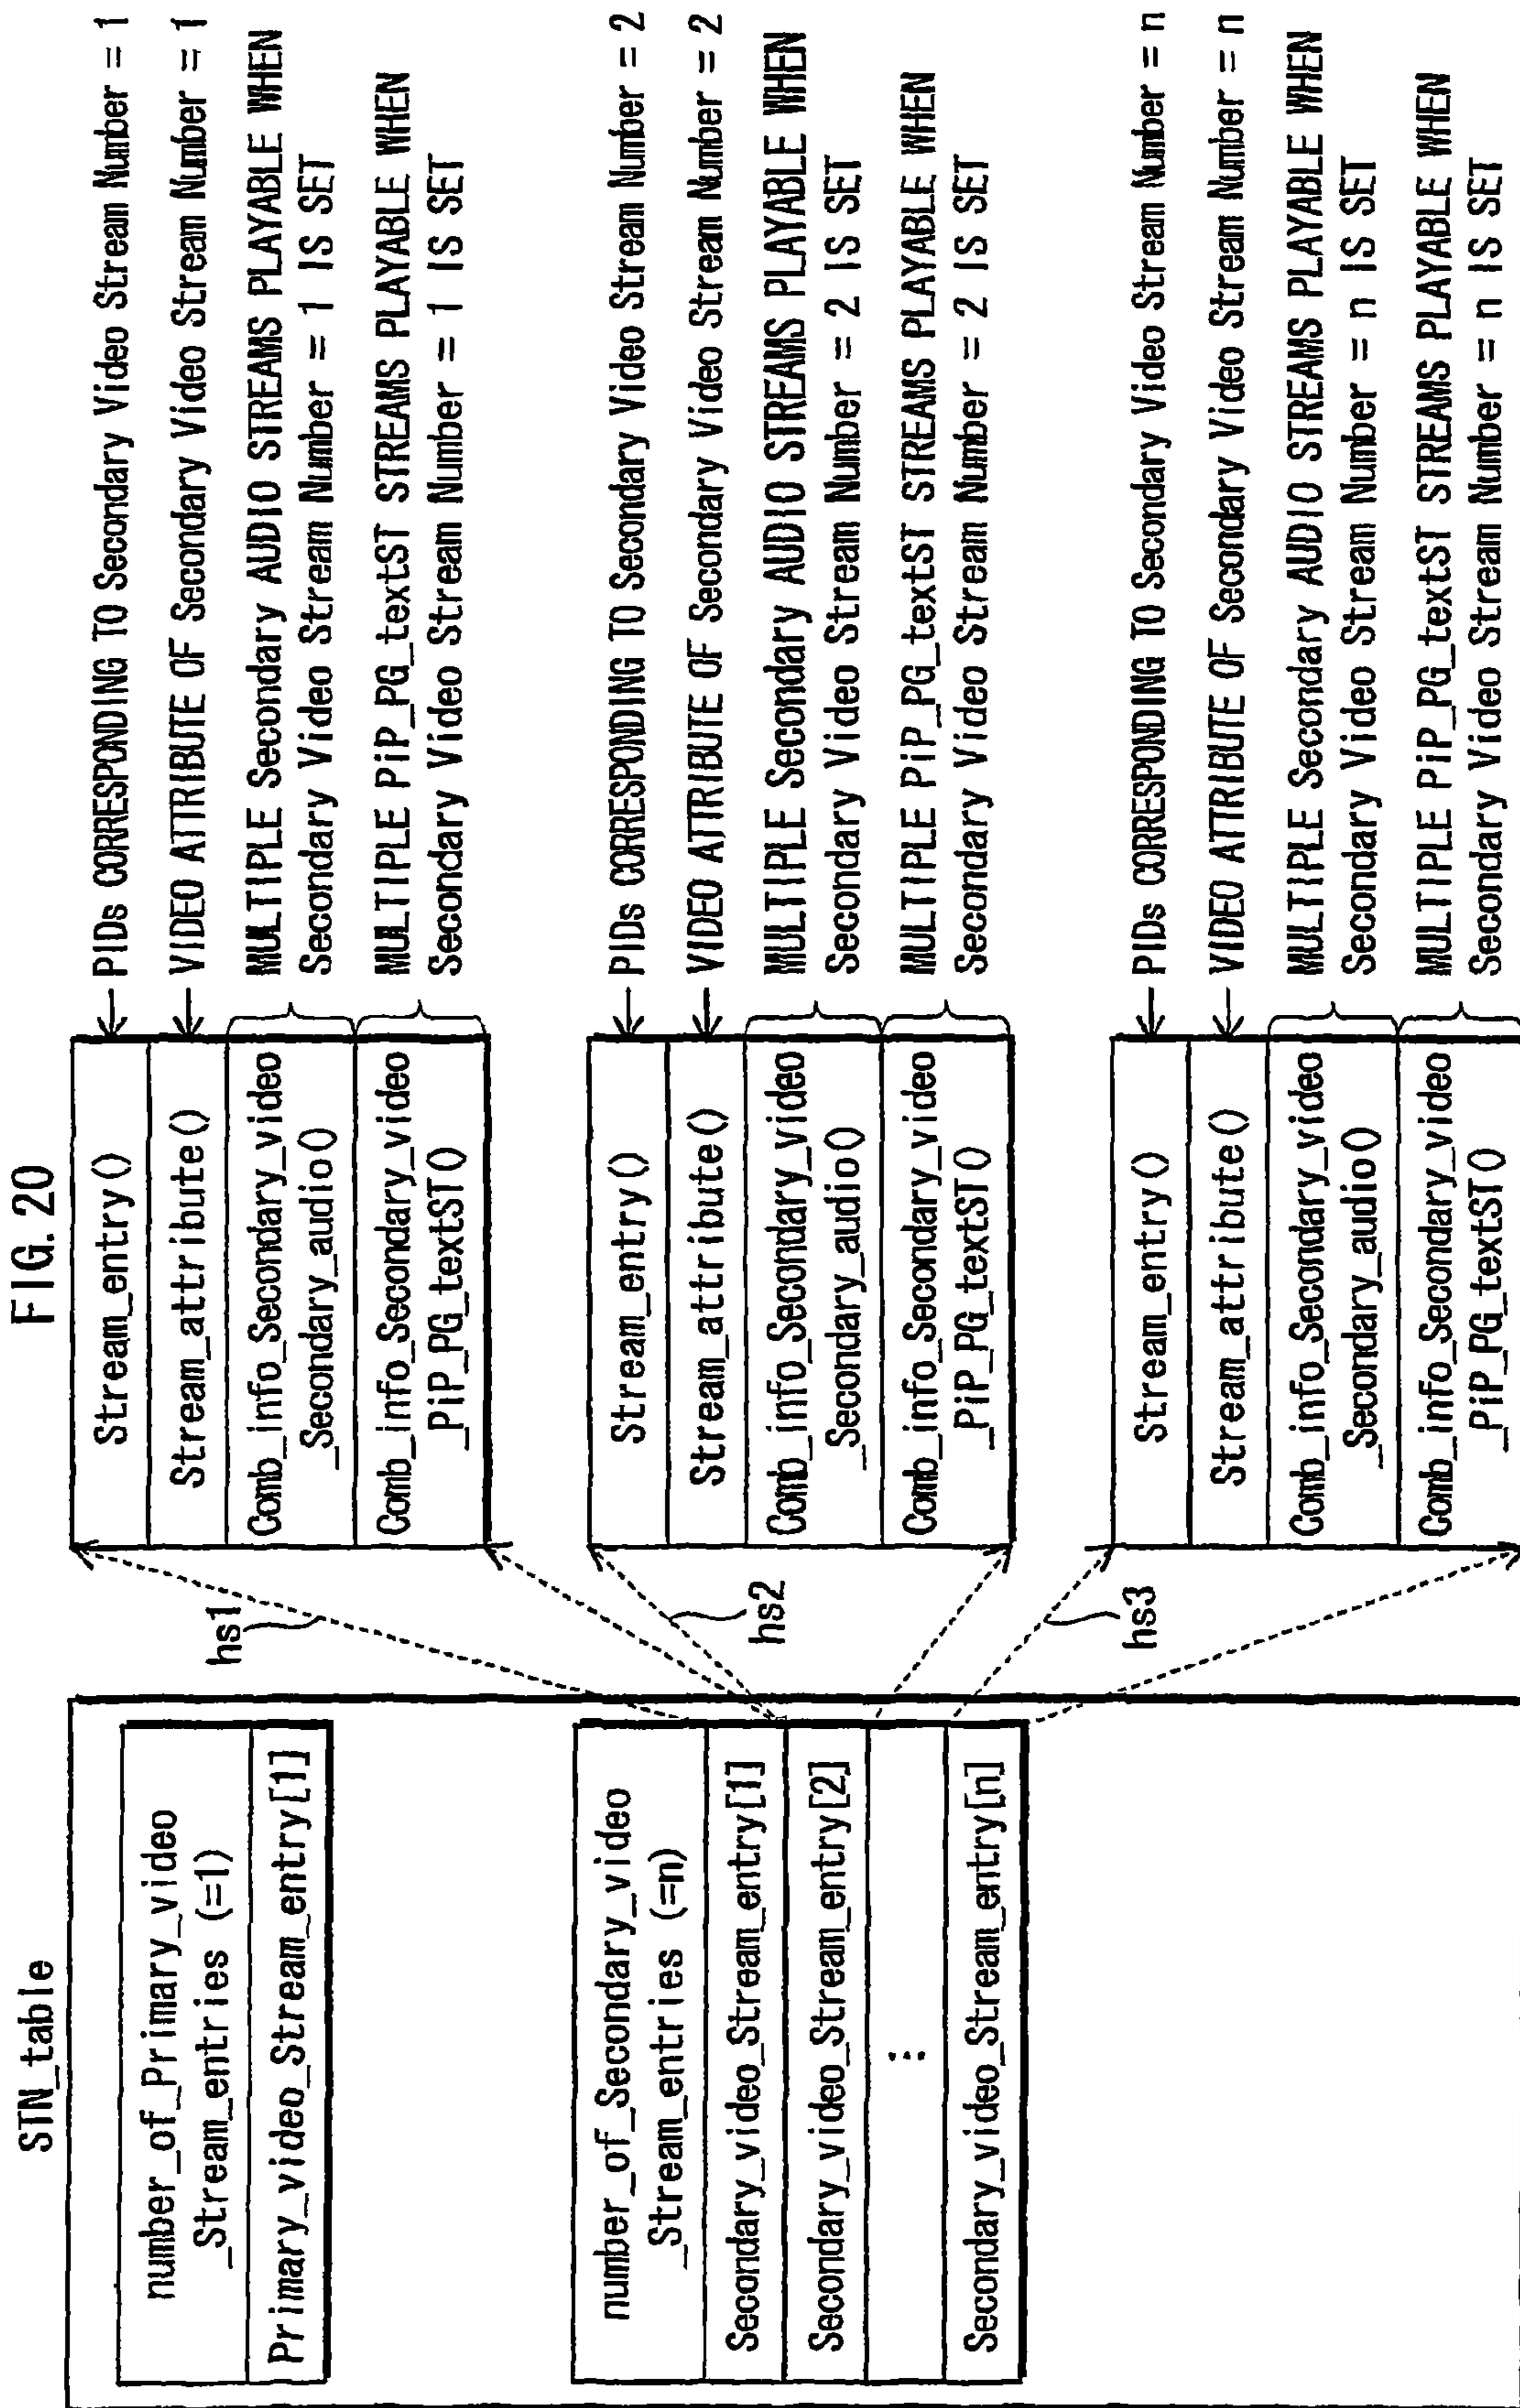 FIG. 20
STN_table
number_of_Primary_video
_Stream_entries (=1)
Primary_video_Stream_entry[1]
number_of_Secondary_video
_Stream_entries (=n)
Secondary_video_Stream_entry[1]
Secondary_video_Stream_entry[2]
⋮
Secondary_video_Stream_entry[n]
hs1
hs2
hs3
Stream_entry()
Stream_attribute()
Comb_info_Secondary_video
_Secondary_audio()
Comb_info_Secondary_video
_PiP_PG_textST()
PIDs CORRESPONDING TO Secondary Video Stream Number = 1
VIDEO ATTRIBUTE OF Secondary Video Stream Number = 1
MULTIPLE Secondary AUDIO STREAMS PLAYABLE WHEN
Secondary Video Stream Number = 1 IS SET
MULTIPLE PiP_PG_textST STREAMS PLAYABLE WHEN
Secondary Video Stream Number = 1 IS SET
Stream_entry()
Stream_attribute()
Comb_info_Secondary_video
_Secondary_audio()
Comb_info_Secondary_video
_PiP_PG_textST()
PIDs CORRESPONDING TO Secondary Video Stream Number = 2
VIDEO ATTRIBUTE OF Secondary Video Stream Number = 2
MULTIPLE Secondary AUDIO STREAMS PLAYABLE WHEN
Secondary Video Stream Number = 2 IS SET
MULTIPLE PiP_PG_textST STREAMS PLAYABLE WHEN
Secondary Video Stream Number = 2 IS SET
Stream_entry()
Stream_attribute()
Comb_info_Secondary_video
_Secondary_audio()
Comb_info_Secondary_video
_PiP_PG_textST()
PIDs CORRESPONDING TO Secondary Video Stream Number = n
VIDEO ATTRIBUTE OF Secondary Video Stream Number = n
MULTIPLE Secondary AUDIO STREAMS PLAYABLE WHEN
Secondary Video Stream Number = n IS SET
MULTIPLE PiP_PG_textST STREAMS PLAYABLE WHEN
Secondary Video Stream Number = n IS SET